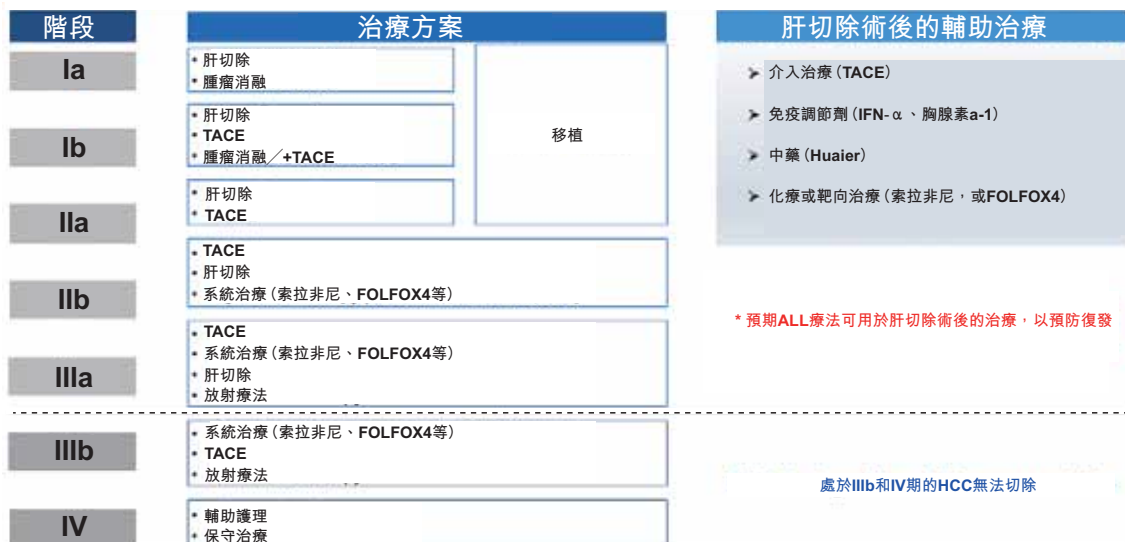 階段
治療方案
肝切除術後的輔助治療
Ia
* 肝切除
* 腫瘤消融
Ib
* 肝切除
* TACE
* 腫瘤消融／+TACE
移植
IIa
* 肝切除
* TACE
IIb
* TACE
* 肝切除
* 系統治療（索拉非尼、FOLFOX4等）
IIIa
* TACE
* 系統治療（索拉非尼、FOLFOX4等）
* 肝切除
* 放射療法
IIIb
* 系統治療（索拉非尼、FOLFOX4等）
* TACE
* 放射療法
IV
* 輔助護理
* 保守治療
➢ 介入治療（TACE）
➢ 免疫調節劑（IFN-α、胸腺素a-1）
➢ 中藥（Huaier）
➢ 化療或靶向治療（索拉非尼，或FOLFOX4）
* 預期ALL療法可用於肝切除術後的治療，以預防復發
處於IIIb和IV期的HCC無法切除